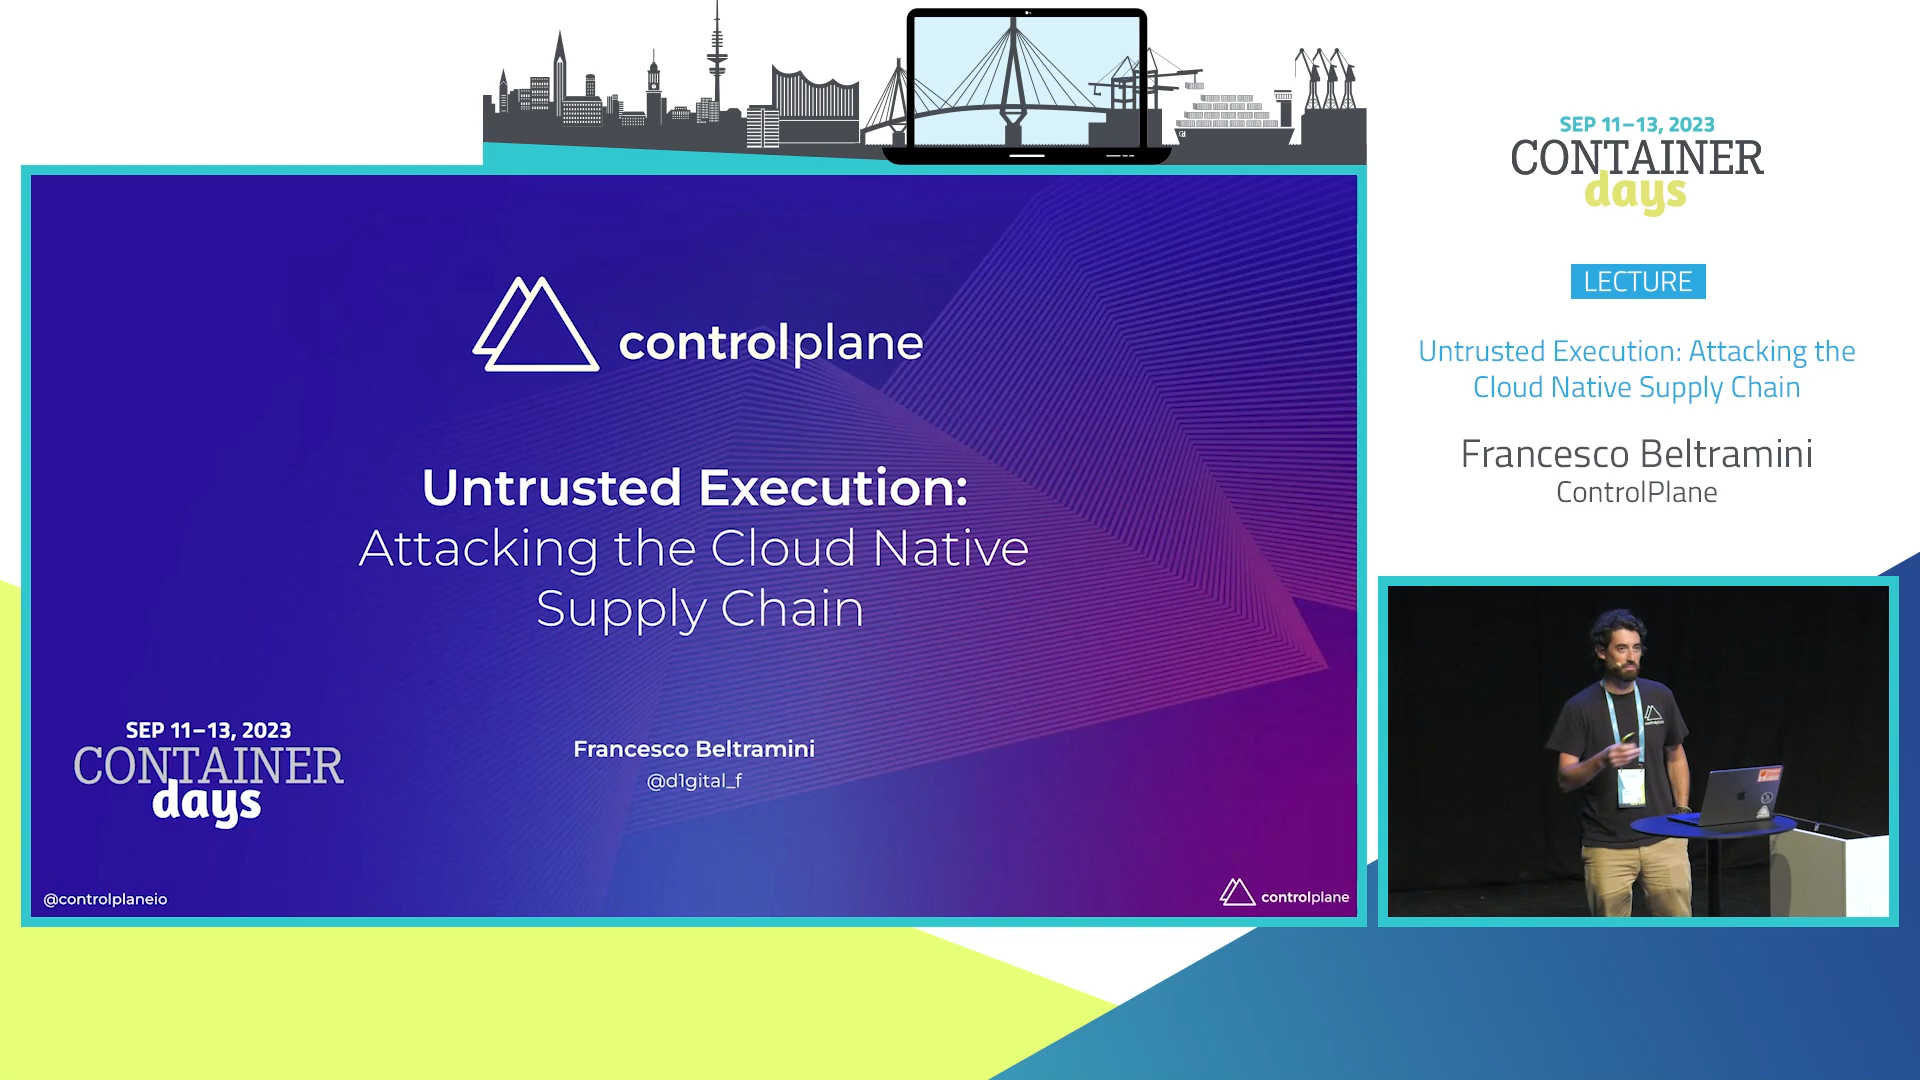 controlplane
Untrusted Execution:
Attacking the Cloud Native
Supply Chain
SEP 11–13, 2023
CONTAINER
days
Francesco Beltramini
@d1gital_f
@controlplaneio
controlplane
SEP 11–13, 2023
CONTAINER
days
LECTURE
Untrusted Execution: Attacking the
Cloud Native Supply Chain
Francesco Beltramini
ControlPlane